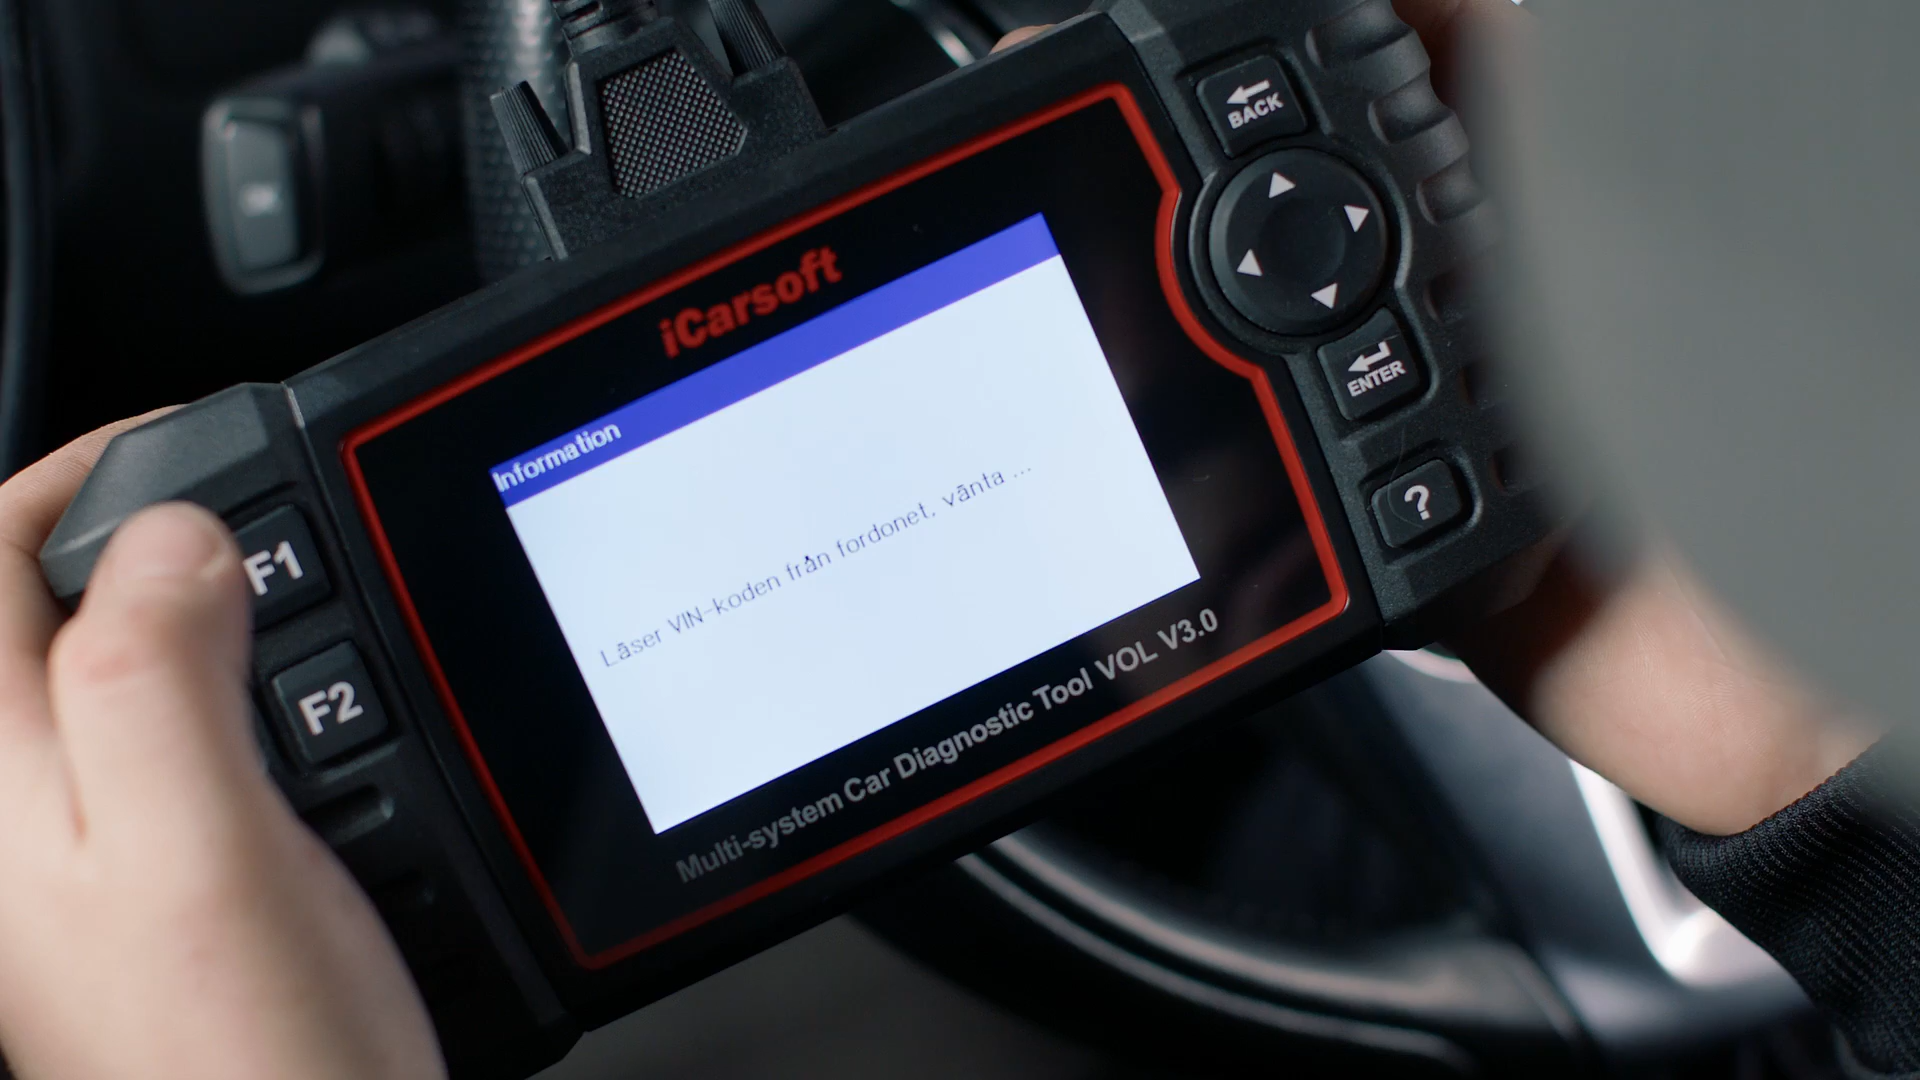 iCarsoft
Information
Läser VIN-koden från fordonet, vänta ...
Multi-system Car Diagnostic Tool VOL V3.0
BACK
ENTER
?
F1
F2